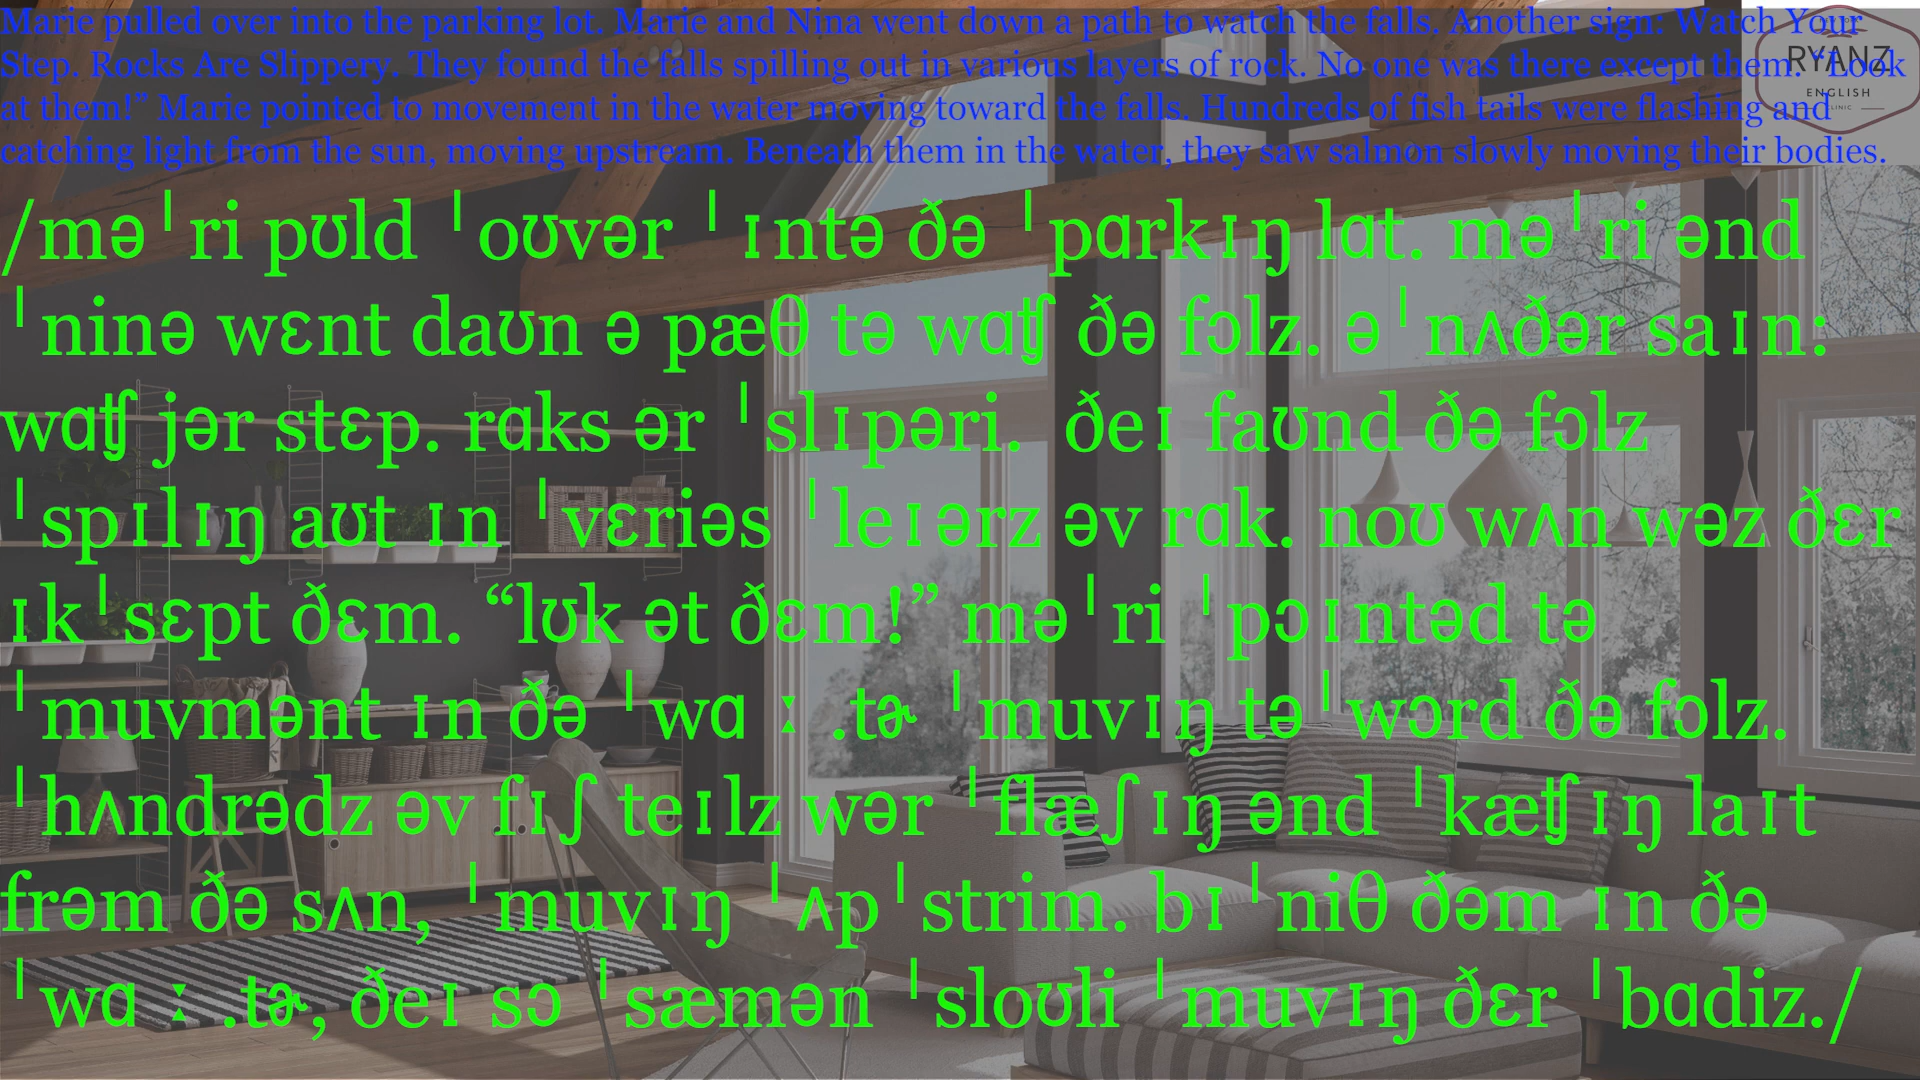 Marie pulled over into the parking lot. Marie and Nina went down a path to watch the falls. Another sign: Watch Your
Step. Rocks Are Slippery. They found the falls spilling out in various layers of rock. No one was there except them. “Look
at them!” Marie pointed to movement in the water moving toward the falls. Hundreds of fish tails were flashing and
catching light from the sun, moving upstream. Beneath them in the water, they saw salmon slowly moving their bodies.
RYANZ
ENGLISH
CLINIC
/məˈri pʊld ˈoʊvər ˈɪntə ðə ˈpɑrkɪŋ lɑt. məˈri ənd
ˈninə wɛnt daʊn ə pæθ tə wɑʧ ðə fɔlz. əˈnʌðər saɪn:
wɑʧ jər stɛp. rɑks ər ˈslɪpəri. ðeɪ faʊnd ðə fɔlz
ˈspɪlɪŋ aʊt ɪn ˈvɛriəs ˈleɪərz əv rɑk. noʊ wʌn wəz ðɛr
ɪkˈsɛpt ðɛm. “lʊk ət ðɛm!” məˈri ˈpɔɪntəd tə
ˈmuvmənt ɪn ðə ˈwɑː.tɚ ˈmuvɪŋ təˈwɔrd ðə fɔlz.
ˈhʌndrədz əv fɪʃ teɪlz wər ˈflæʃɪŋ ənd ˈkæʧɪŋ laɪt
frəm ðə sʌn, ˈmuvɪŋ ˈʌpˈstrim. bɪˈniθ ðəm ɪn ðə
ˈwɑː.tɚ, ðeɪ sɔ ˈsæmən ˈsloʊli ˈmuvɪŋ ðɛr ˈbɑdiz./